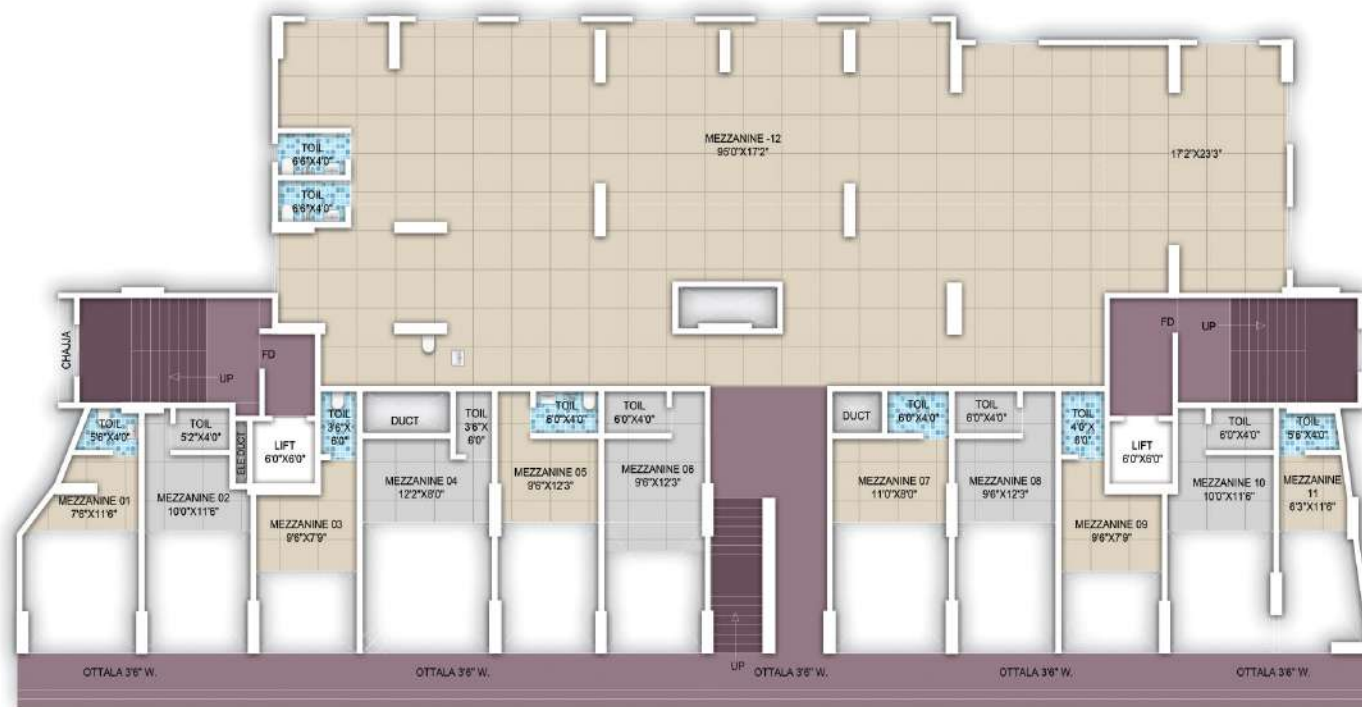 MEZZANINE -12
95'0"X17'2"
17'2"X23'3"
TOIL
6'6"X4'0"
TOIL
6'6"X4'0"
CHAJJA
UP
FD
FD
UP
TOIL
5'6"X4'0"
TOIL
5'2"X4'0"
ELE.DUCT
LIFT
6'0"X6'0"
TOIL
3'6"X
6'0"
DUCT
TOIL
3'6"X
6'0"
TOIL
6'0"X4'0"
TOIL
6'0"X4'0"
DUCT
TOIL
6'0"X4'0"
TOIL
6'0"X4'0"
TOIL
4'0"X
6'0"
LIFT
6'0"X6'0"
TOIL
6'0"X4'0"
TOIL
5'6"X4'0"
MEZZANINE 01
7'6"X11'6"
MEZZANINE 02
10'0"X11'6"
MEZZANINE 03
9'6"X7'9"
MEZZANINE 04
12'2"X8'0"
MEZZANINE 05
9'6"X12'3"
MEZZANINE 06
9'6"X12'3"
MEZZANINE 07
11'0"X8'0"
MEZZANINE 08
9'6"X12'3"
MEZZANINE 09
9'6"X7'9"
MEZZANINE 10
10'0"X11'6"
MEZZANINE
11
6'3"X11'6"
UP
OTTALA 3'6" W.
OTTALA 3'6" W.
OTTALA 3'6" W.
OTTALA 3'6" W.
OTTALA 3'6" W.